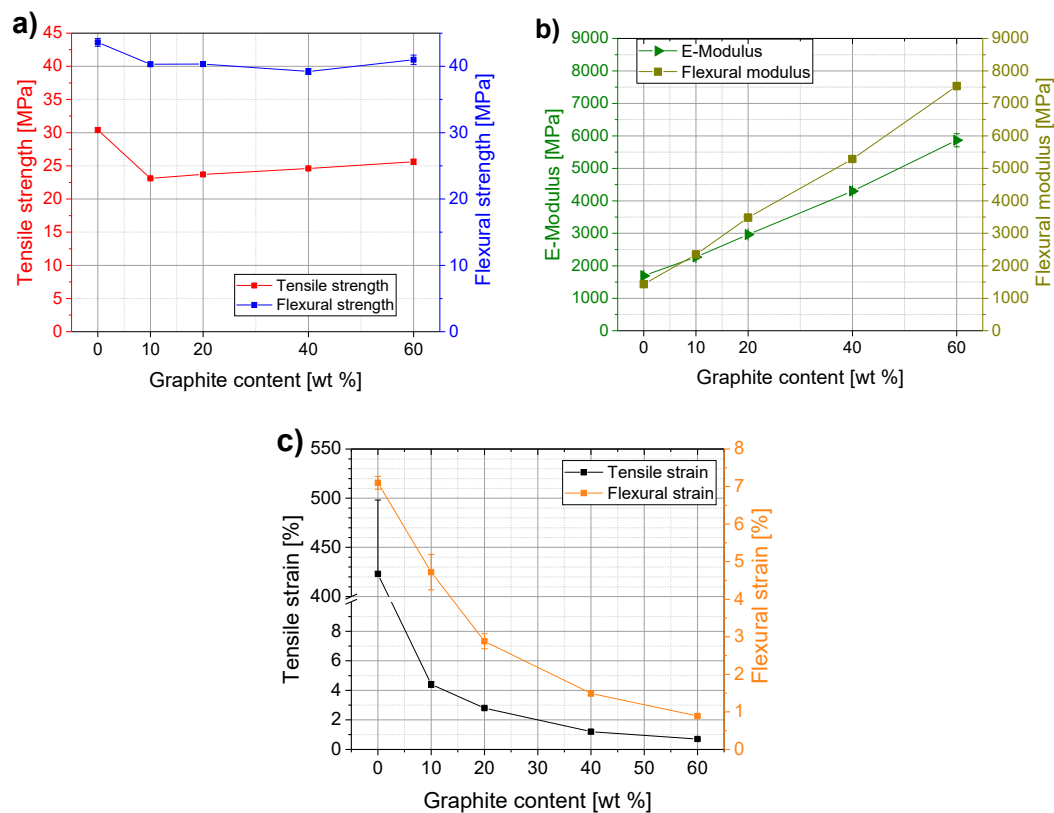 a)
Tensile strength [MPa]
45
40
35
30
25
20
15
10
5
0
Flexural strength [MPa]
40
30
20
10
0
Tensile strength
Flexural strength
0 10 20 40 60
Graphite content [wt %]
b)
E-Modulus [MPa]
9000
8000
7000
6000
5000
4000
3000
2000
1000
0
E-Modulus
Flexural modulus
Flexural modulus [MPa]
9000
8000
7000
6000
5000
4000
3000
2000
1000
0
0 10 20 40 60
Graphite content [wt %]
c)
Tensile strain [%]
550
500
450
400
8
6
4
2
0
Tensile strain
Flexural strain
Flexural strain [%]
8
7
6
5
4
3
2
1
0
0 10 20 30 40 50 60
Graphite content [wt %]